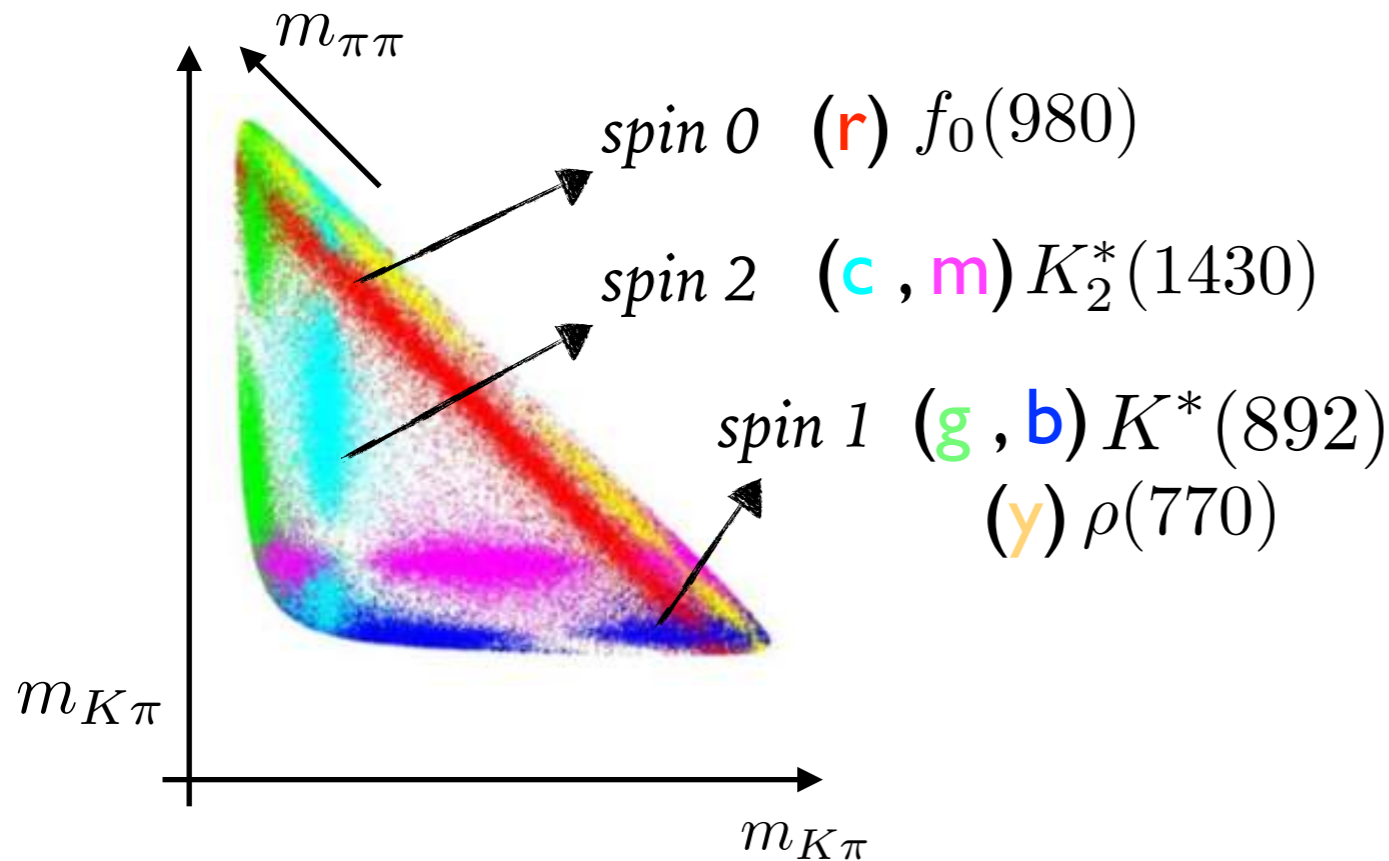 m_{ππ}
spin 0 (r) f_0(980)
spin 2 (c , m) K_2^*(1430)
spin 1 (g , b) K^*(892)
(y) ρ(770)
m_{Kπ}
m_{Kπ}